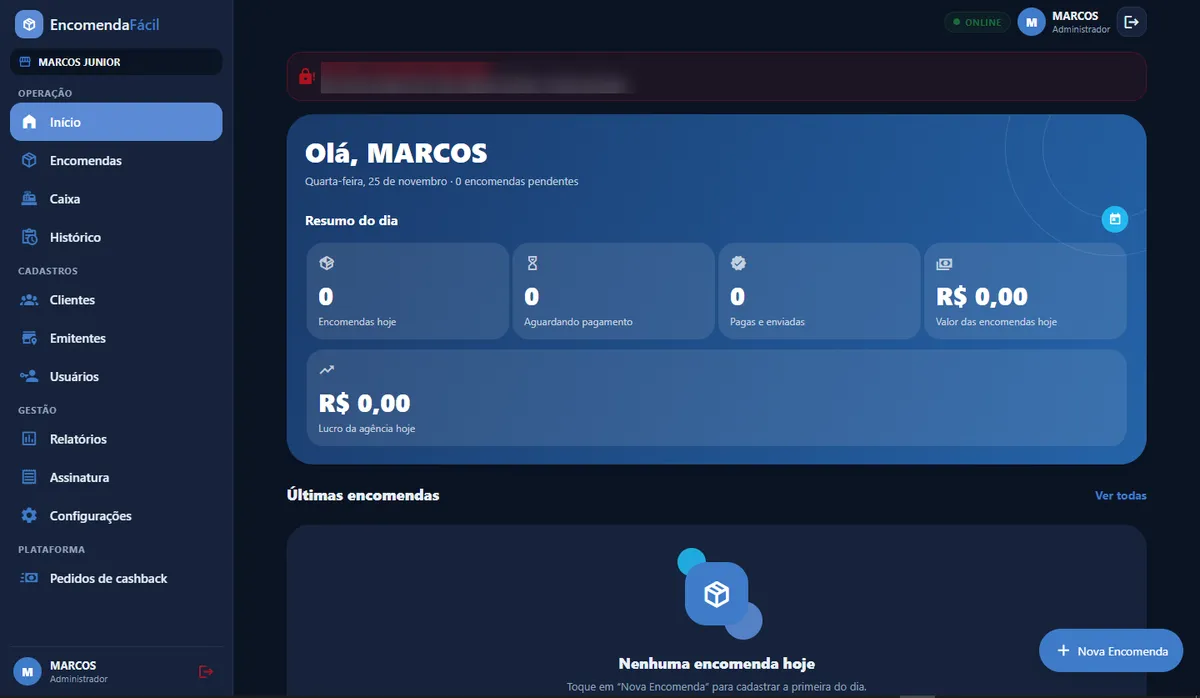 EncomendaFácil
MARCOS JUNIOR
OPERAÇÃO
Início
Encomendas
Caixa
Histórico
CADASTROS
Clientes
Emitentes
Usuários
GESTÃO
Relatórios
Assinatura
Configurações
PLATAFORMA
Pedidos de cashback
M
MARCOS
Administrador
ONLINE
M
MARCOS
Administrador
Olá, MARCOS
Quarta-feira, 25 de novembro · 0 encomendas pendentes
Resumo do dia
0
Encomendas hoje
0
Aguardando pagamento
0
Pagas e enviadas
R$ 0,00
Valor das encomendas hoje
R$ 0,00
Lucro da agência hoje
Últimas encomendas
Ver todas
Nenhuma encomenda hoje
Toque em “Nova Encomenda” para cadastrar a primeira do dia.
+ Nova Encomenda